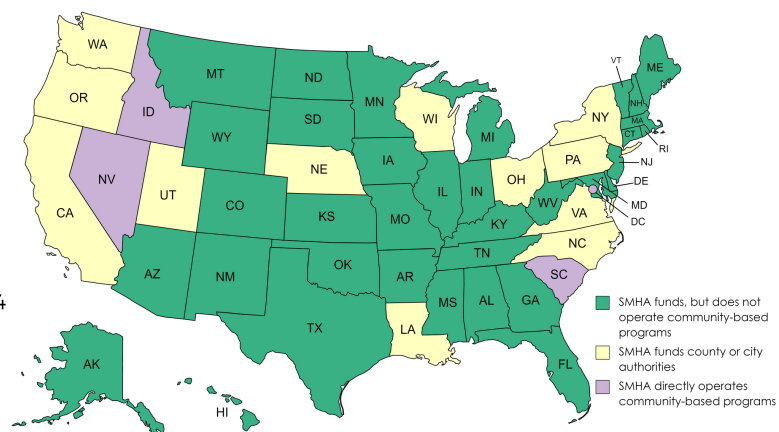 WA
OR
CA
NV
ID
MT
WY
UT
CO
AZ
NM
ND
SD
NE
KS
OK
TX
MN
IA
MO
AR
LA
WI
IL
MI
IN
OH
KY
TN
MS
AL
GA
FL
SC
NC
VA
WV
PA
NY
VT
NH
ME
MA
CT
RI
NJ
DE
MD
DC
AK
HI
4
SMHA funds, but does not
operate community-based
programs
SMHA funds county or city
authorities
SMHA directly operates
community-based programs